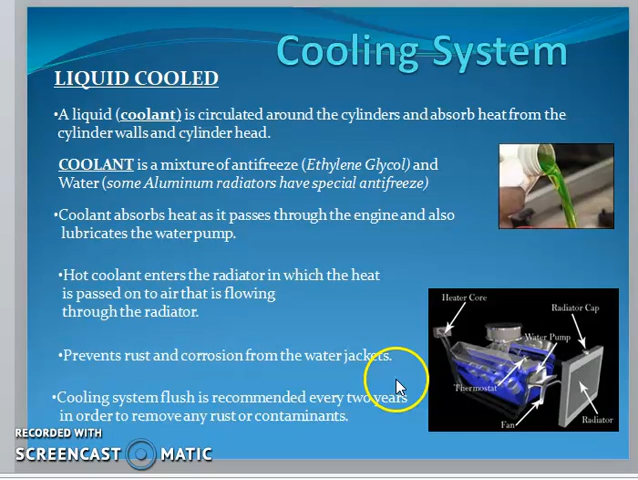 Cooling System
LIQUID COOLED
•A liquid (coolant) is circulated around the cylinders and absorb heat from the
cylinder walls and cylinder head.
COOLANT is a mixture of antifreeze (Ethylene Glycol) and
Water (some Aluminum radiators have special antifreeze)
•Coolant absorbs heat as it passes through the engine and also
lubricates the water pump.
•Hot coolant enters the radiator in which the heat
is passed on to air that is flowing
through the radiator.
•Prevents rust and corrosion from the water jackets.
•Cooling system flush is recommended every two years
in order to remove any rust or contaminants.
Heater Core
Radiator Cap
Water Pump
Thermostat
Fan
Radiator
RECORDED WITH
SCREENCAST MATIC